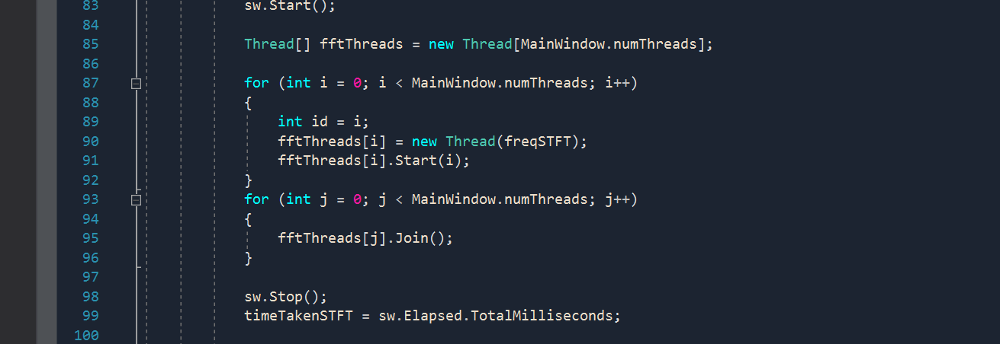 83 sw.Start();
84
85 Thread[] fftThreads = new Thread[MainWindow.numThreads];
86
87 for (int i = 0; i < MainWindow.numThreads; i++)
88 {
89 int id = i;
90 fftThreads[i] = new Thread(freqSTFT);
91 fftThreads[i].Start(i);
92 }
93 for (int j = 0; j < MainWindow.numThreads; j++)
94 {
95 fftThreads[j].Join();
96 }
97
98 sw.Stop();
99 timeTakenSTFT = sw.Elapsed.TotalMilliseconds;
100